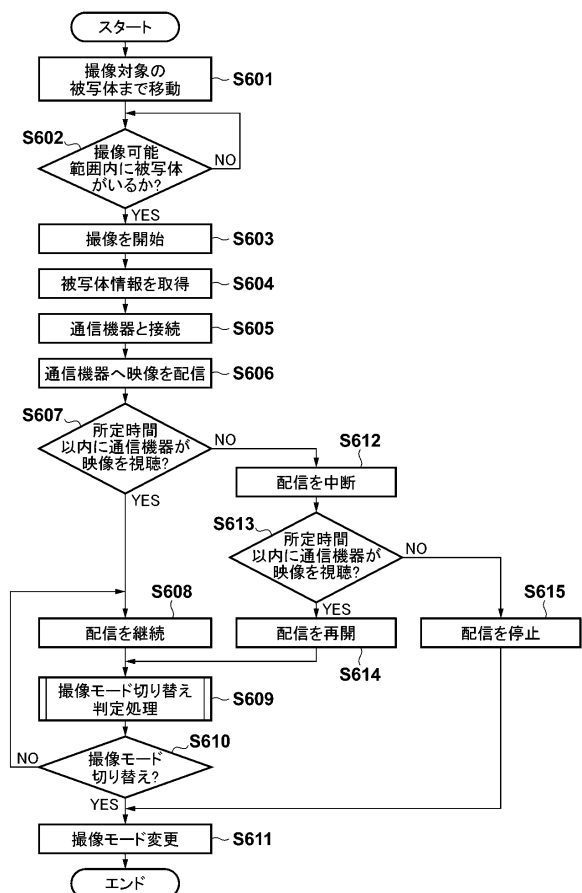 スタート
撮像対象の
被写体まで移動
S601
S602
撮像可能
範囲内に被写体
がいるか?
NO
YES
撮像を開始
S603
被写体情報を取得
S604
通信機器と接続
S605
通信機器へ映像を配信
S606
S607
所定時間
以内に通信機器が
映像を視聴?
NO
YES
S612
配信を中断
S613
所定時間
以内に通信機器が
映像を視聴?
NO
YES
S608
配信を継続
配信を再開
S614
S615
配信を停止
撮像モード切り替え
判定処理
S609
S610
撮像モード
切り替え?
NO
YES
撮像モード変更
S611
エンド